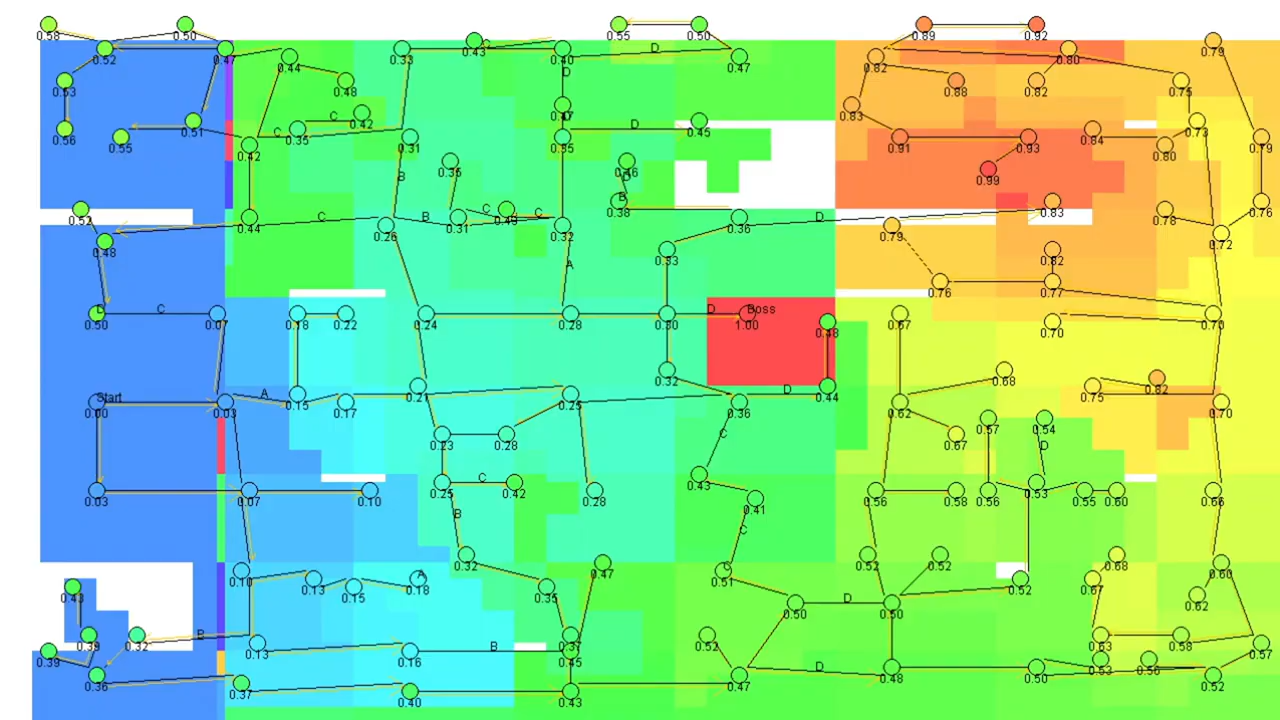 0.58 0.50 0.55 0.50 0.89 0.92
0.52 0.47 0.33 0.43 C 0.40 D 0.47 0.82 0.80 0.79
0.53 0.44 0.48 D 0.88 0.82 0.75
0.56 0.55 0.51 C 0.35 C 0.42 0.31 0.47 0.35 D 0.45 0.83 0.91 0.93 0.84 0.73 0.80 0.79
0.42 0.35 0.46 0.99
B B
0.52 0.44 C 0.26 B 0.31 C 0.43 C 0.32 0.38 0.36 D 0.79 0.83 0.78 0.72 0.76
0.48 A 0.33 0.82
0.76 0.77
D C D Boss
0.50 0.07 0.18 0.22 0.24 0.28 0.30 1.00 0.48 0.67 0.70 0.70
0.32 0.68
Start A D
0.00 0.03 0.15 0.17 0.21 0.25 0.36 0.44 0.62 0.75 0.82 0.70
0.23 0.28 C 0.67 0.57 0.54
D
0.03 0.07 0.10 0.25 C 0.42 0.28 0.43 0.56 0.58 0.56 0.53 0.55 0.60 0.66
B 0.41
C
0.32 0.47 C 0.52 0.52 0.68
0.10 0.13 0.15 A 0.18 0.35 0.51 0.52 0.67 0.60
0.43 0.50 D 0.50 0.62
0.39 0.32 B 0.13 B 0.37 0.52 0.63 0.58 0.57
0.39 0.16 0.45 D 0.53 0.56
0.36 0.37 0.40 0.43 0.47 0.48 0.50 0.52